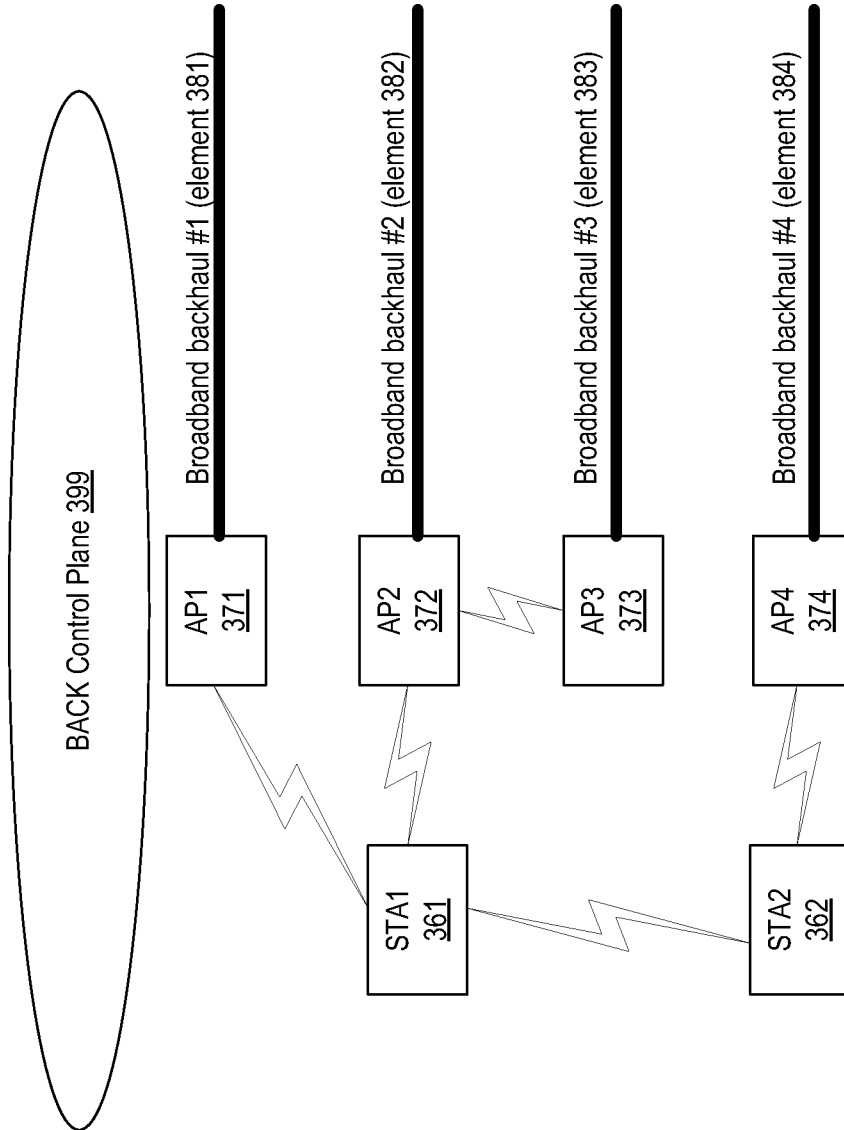 BACK Control Plane 399
AP1
371
Broadband backhaul #1 (element 381)
STA1
361
AP2
372
Broadband backhaul #2 (element 382)
AP3
373
Broadband backhaul #3 (element 383)
STA2
362
AP4
374
Broadband backhaul #4 (element 384)